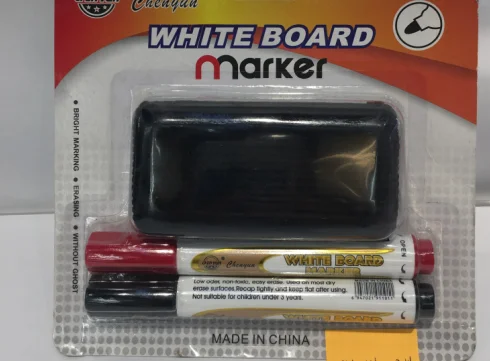 Chenyun
WHITE BOARD
marker
• BRIGHT MARKING • ERASING • WITHOUT GHOST
Chenyun WHITE BOARD MARKER OPEN
Low odor, non-toxic, easy erase. Used on most dry
erase surfaces. Recap tightly and keep flat after using.
Not suitable for children under 3 years.
MADE IN CHINA